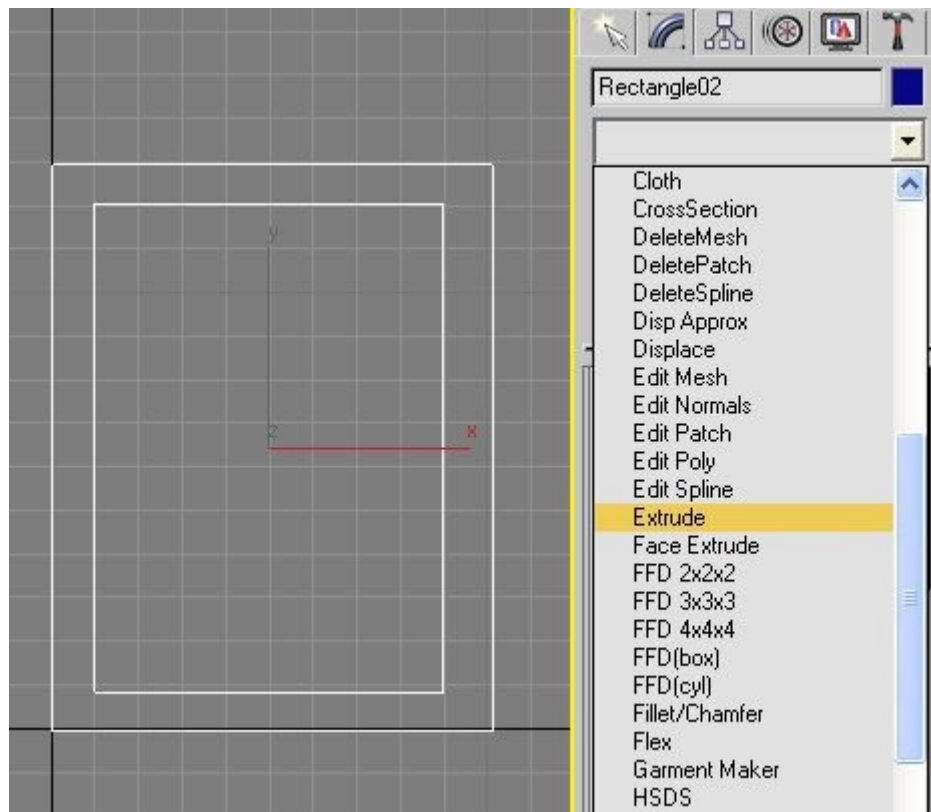 Rectangle02
Cloth
CrossSection
DeleteMesh
DeletePatch
DeleteSpline
Disp Approx
Displace
Edit Mesh
Edit Normals
Edit Patch
Edit Poly
Edit Spline
Extrude
Face Extrude
FFD 2x2x2
FFD 3x3x3
FFD 4x4x4
FFD(box)
FFD(cyl)
Fillet/Chamfer
Flex
Garment Maker
HSDS
y
z
x